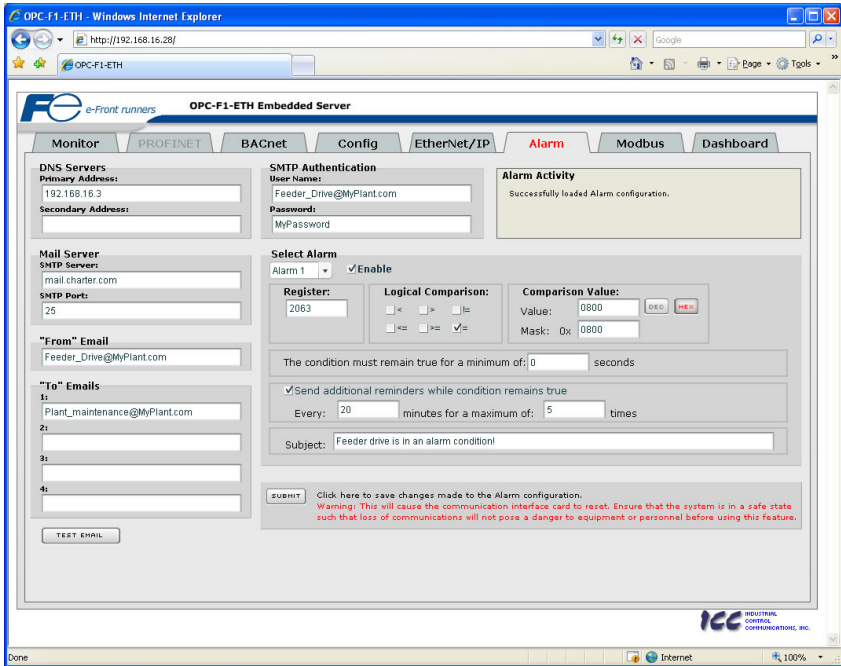 OPC-F1-ETH - Windows Internet Explorer
http://192.168.16.28/
Google
OPC-F1-ETH
Page
Tools
»
Fe
e-Front runners
OPC-F1-ETH Embedded Server
Monitor
PROFINET
BACnet
Config
EtherNet/IP
Alarm
Modbus
Dashboard
DNS Servers
Primary Address:
192.168.16.3
Secondary Address:
SMTP Authentication
User Name:
Feeder_Drive@MyPlant.com
Password:
MyPassword
Alarm Activity
Successfully loaded Alarm configuration.
Mail Server
SMTP Server:
mail.charter.com
SMTP Port:
25
"From" Email
Feeder_Drive@MyPlant.com
"To" Emails
1:
Plant_maintenance@MyPlant.com
2:
3:
4:
TEST EMAIL
Select Alarm
Alarm 1
Enable
Register:
2063
Logical Comparison:
< > !=
<= >= =
Comparison Value:
Value: 0800 DEC HEX
Mask: 0x 0800
The condition must remain true for a minimum of: 0 seconds
Send additional reminders while condition remains true
Every: 20 minutes for a maximum of: 5 times
Subject: Feeder drive is in an alarm condition!
SUBMIT
Click here to save changes made to the Alarm configuration.
Warning: This will cause the communication interface card to reset. Ensure that the system is in a safe state
such that loss of communications will not pose a danger to equipment or personnel before using this feature.
ICC
INDUSTRIAL
CONTROL
COMMUNICATIONS, INC.
Done
Internet
100%